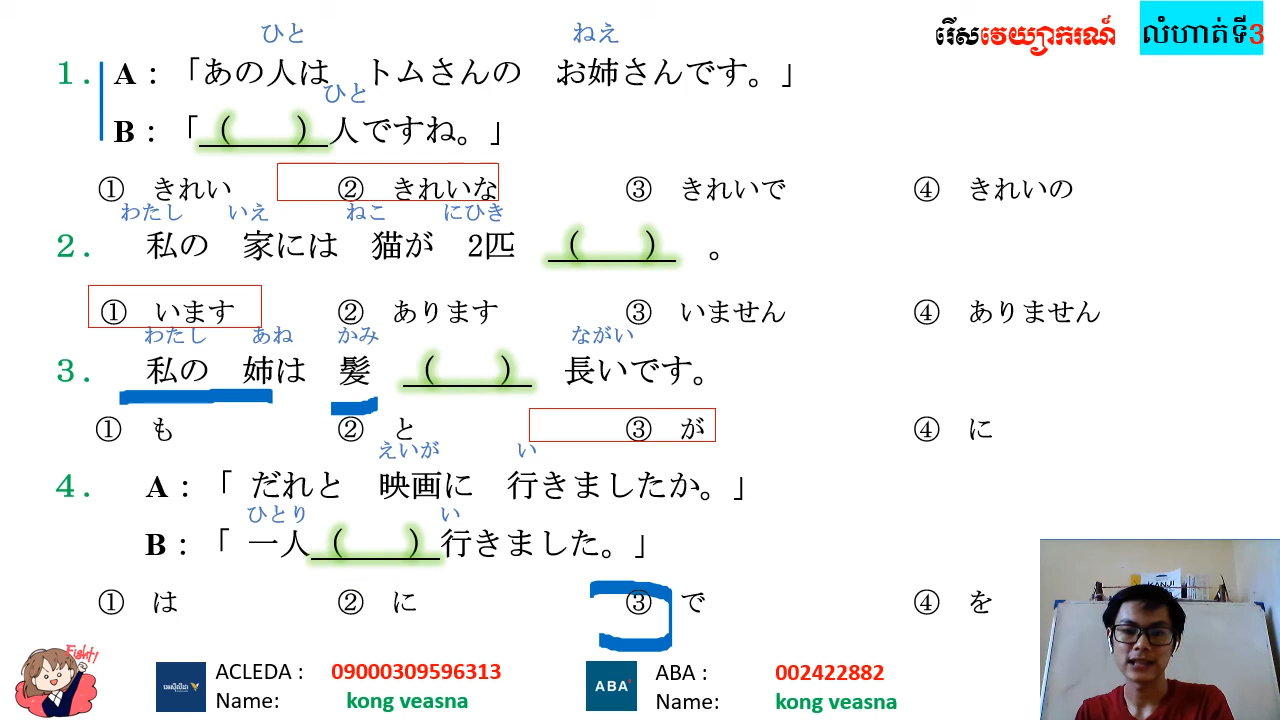 រើសវេយ្យាករណ៍ លំហាត់ទី3
ひと ねえ
１. A：「あの人は トムさんの お姉さんです。」
ひと
B：「（ ）人ですね。」
① きれい ② きれいな ③ きれいで ④ きれいの
わたし いえ ねこ にひき
２. 私の 家には 猫が 2匹 （ ） 。
① います ② あります ③ いません ④ ありません
わたし あね かみ ながい
３. 私の 姉は 髪 （ ） 長いです。
① も ② と ③ が ④ に
えいが い
４. A：「 だれと 映画に 行きましたか。」
ひとり い
B：「 一人（ ）行きました。」
① は ② に ③ で ④ を
Fight!
KANJI
ACLEDA : 09000309596313 ABA ABA : 002422882
Name: kong veasna Name: kong veasna